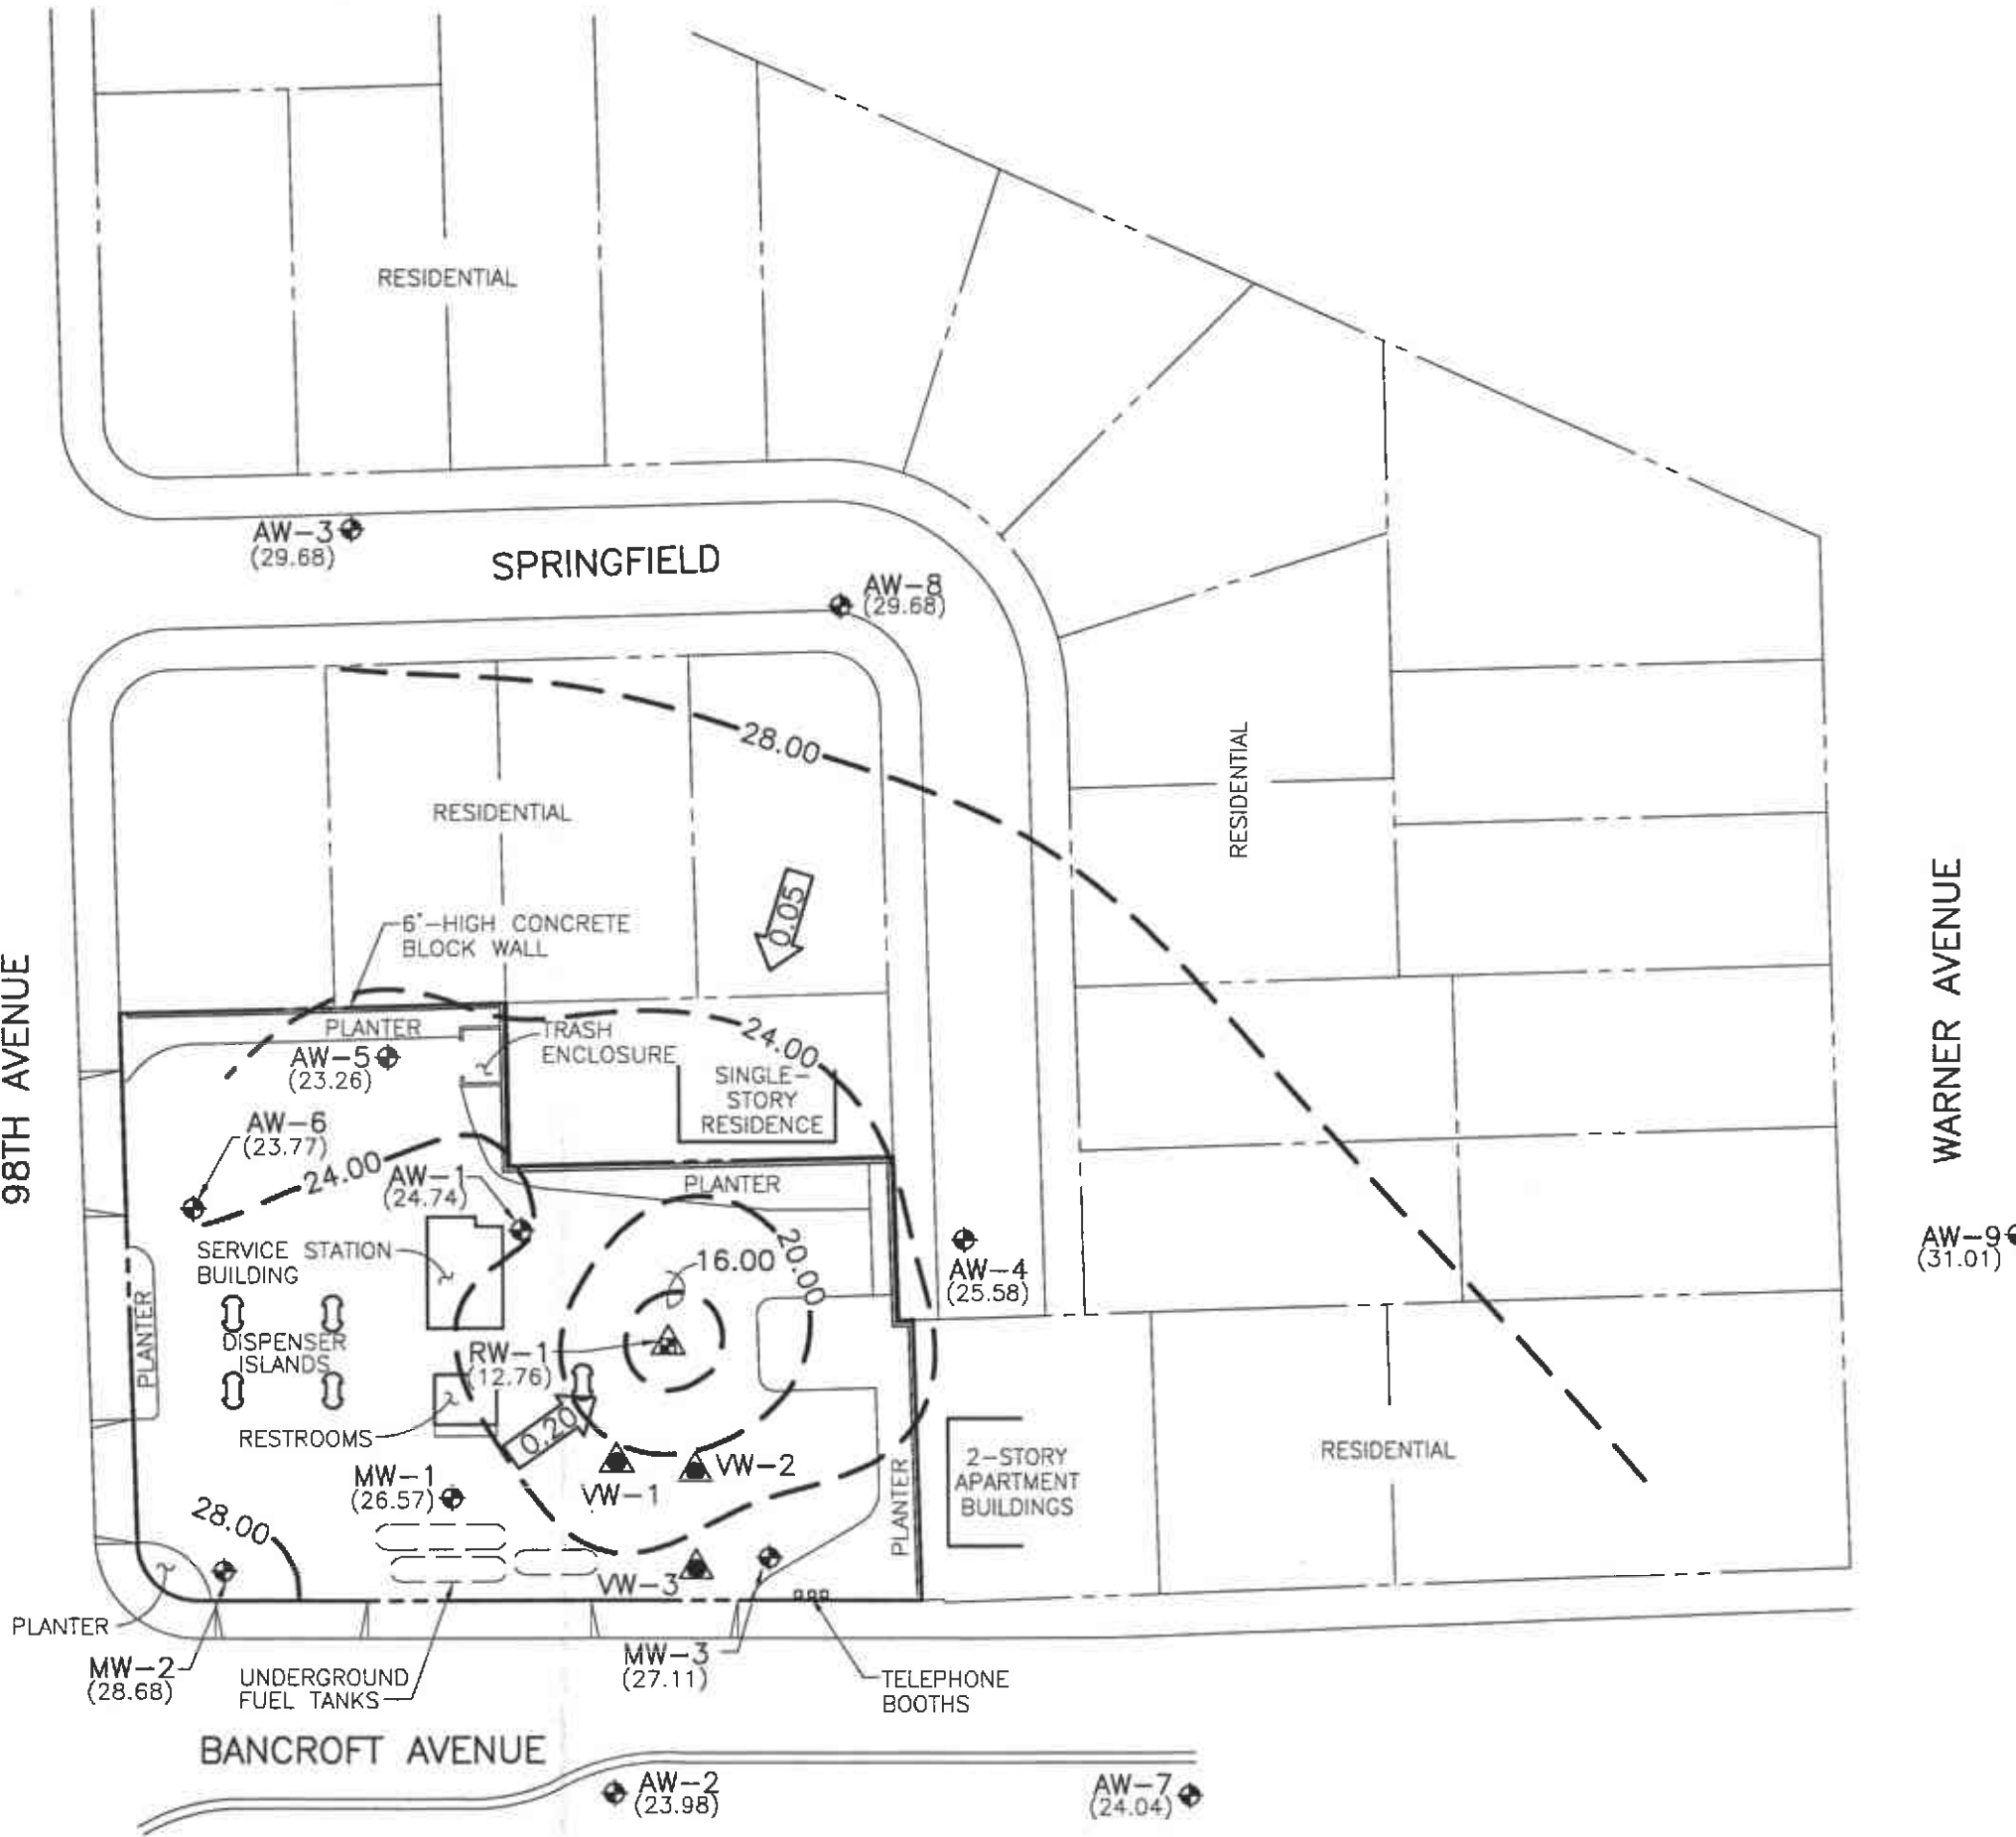 RESIDENTIAL
AW-3
(29.68)
SPRINGFIELD
AW-8
(29.68)
28.00
RESIDENTIAL
RESIDENTIAL
0.05
6'-HIGH CONCRETE
BLOCK WALL
98TH AVENUE
WARNER AVENUE
PLANTER
TRASH
ENCLOSURE
24.00
AW-5
(23.26)
SINGLE-
STORY
RESIDENCE
AW-6
(23.77)
24.00
AW-1
(24.74)
PLANTER
20.00
16.00
AW-4
(25.58)
AW-9
(31.01)
SERVICE STATION
BUILDING
PLANTER
DISPENSER
ISLANDS
RW-1
(12.76)
0.20
RESTROOMS
MW-1
(26.57)
VW-1
VW-2
PLANTER
2-STORY
APARTMENT
BUILDINGS
RESIDENTIAL
28.00
VW-3
PLANTER
MW-2
(28.68)
UNDERGROUND
FUEL TANKS
MW-3
(27.11)
TELEPHONE
BOOTHS
BANCROFT AVENUE
AW-2
(23.98)
AW-7
(24.04)